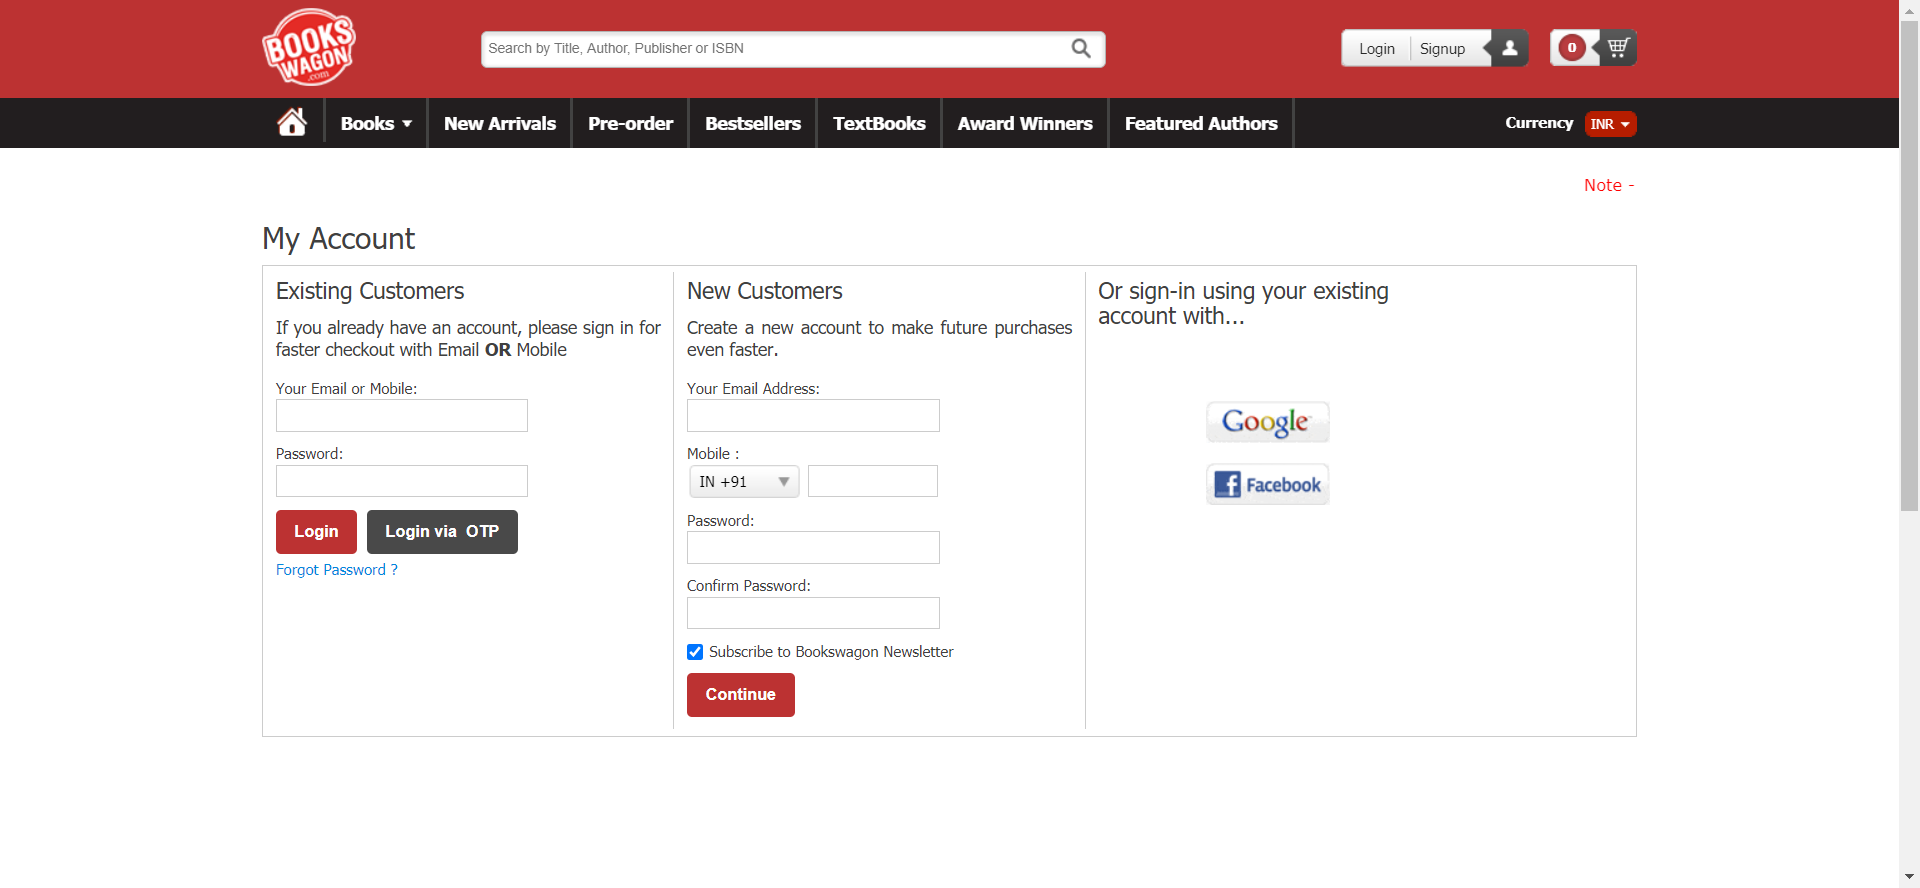 BOOKS
WAGON
.com
Search by Title, Author, Publisher or ISBN
Login
Signup
0
Books
New Arrivals
Pre-order
Bestsellers
TextBooks
Award Winners
Featured Authors
Currency
INR
Note -
My Account
Existing Customers
If you already have an account, please sign in for
faster checkout with Email OR Mobile
Your Email or Mobile:
Password:
Login
Login via OTP
Forgot Password ?
New Customers
Create a new account to make future purchases
even faster.
Your Email Address:
Mobile :
IN +91
Password:
Confirm Password:
Subscribe to Bookswagon Newsletter
Continue
Or sign-in using your existing
account with...
Google
Facebook